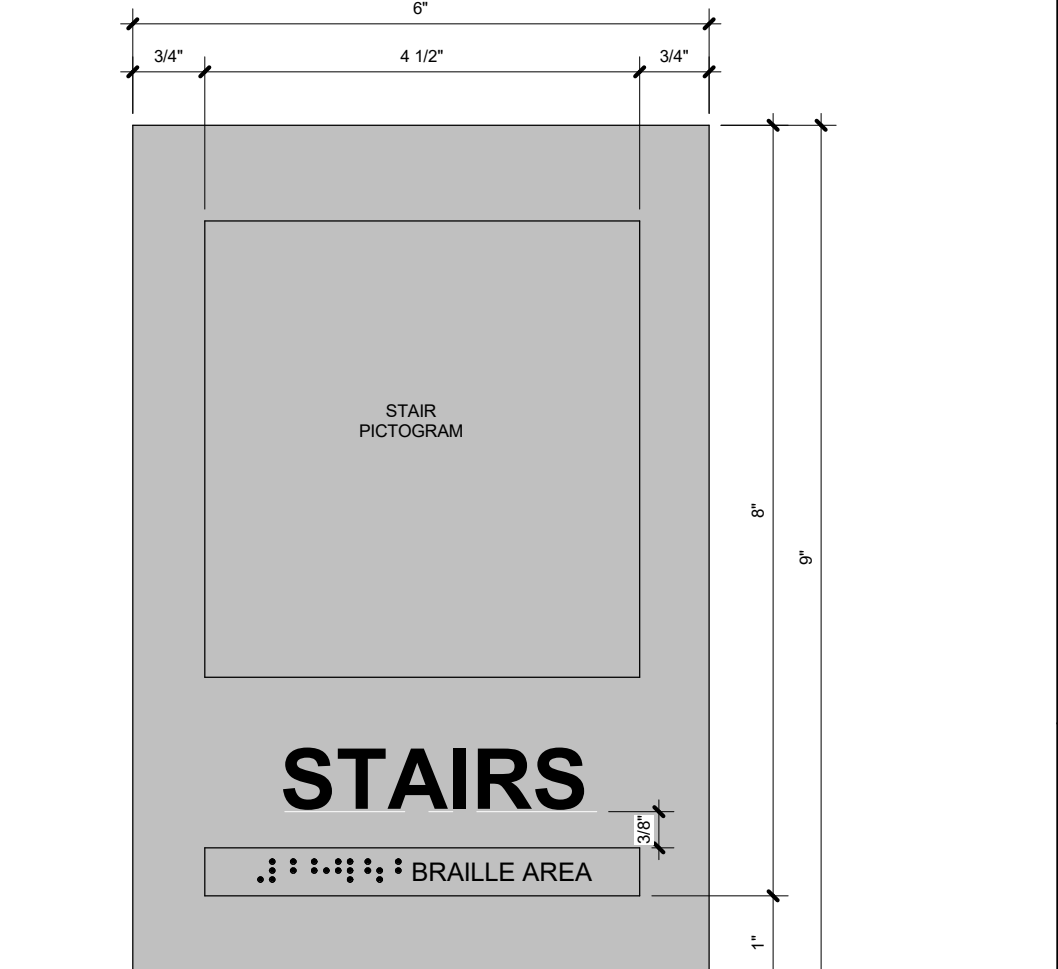 6"
3/4" 4 1/2" 3/4"
STAIR
PICTOGRAM
8"
9"
STAIRS
3/8"
BRAILLE AREA
1"